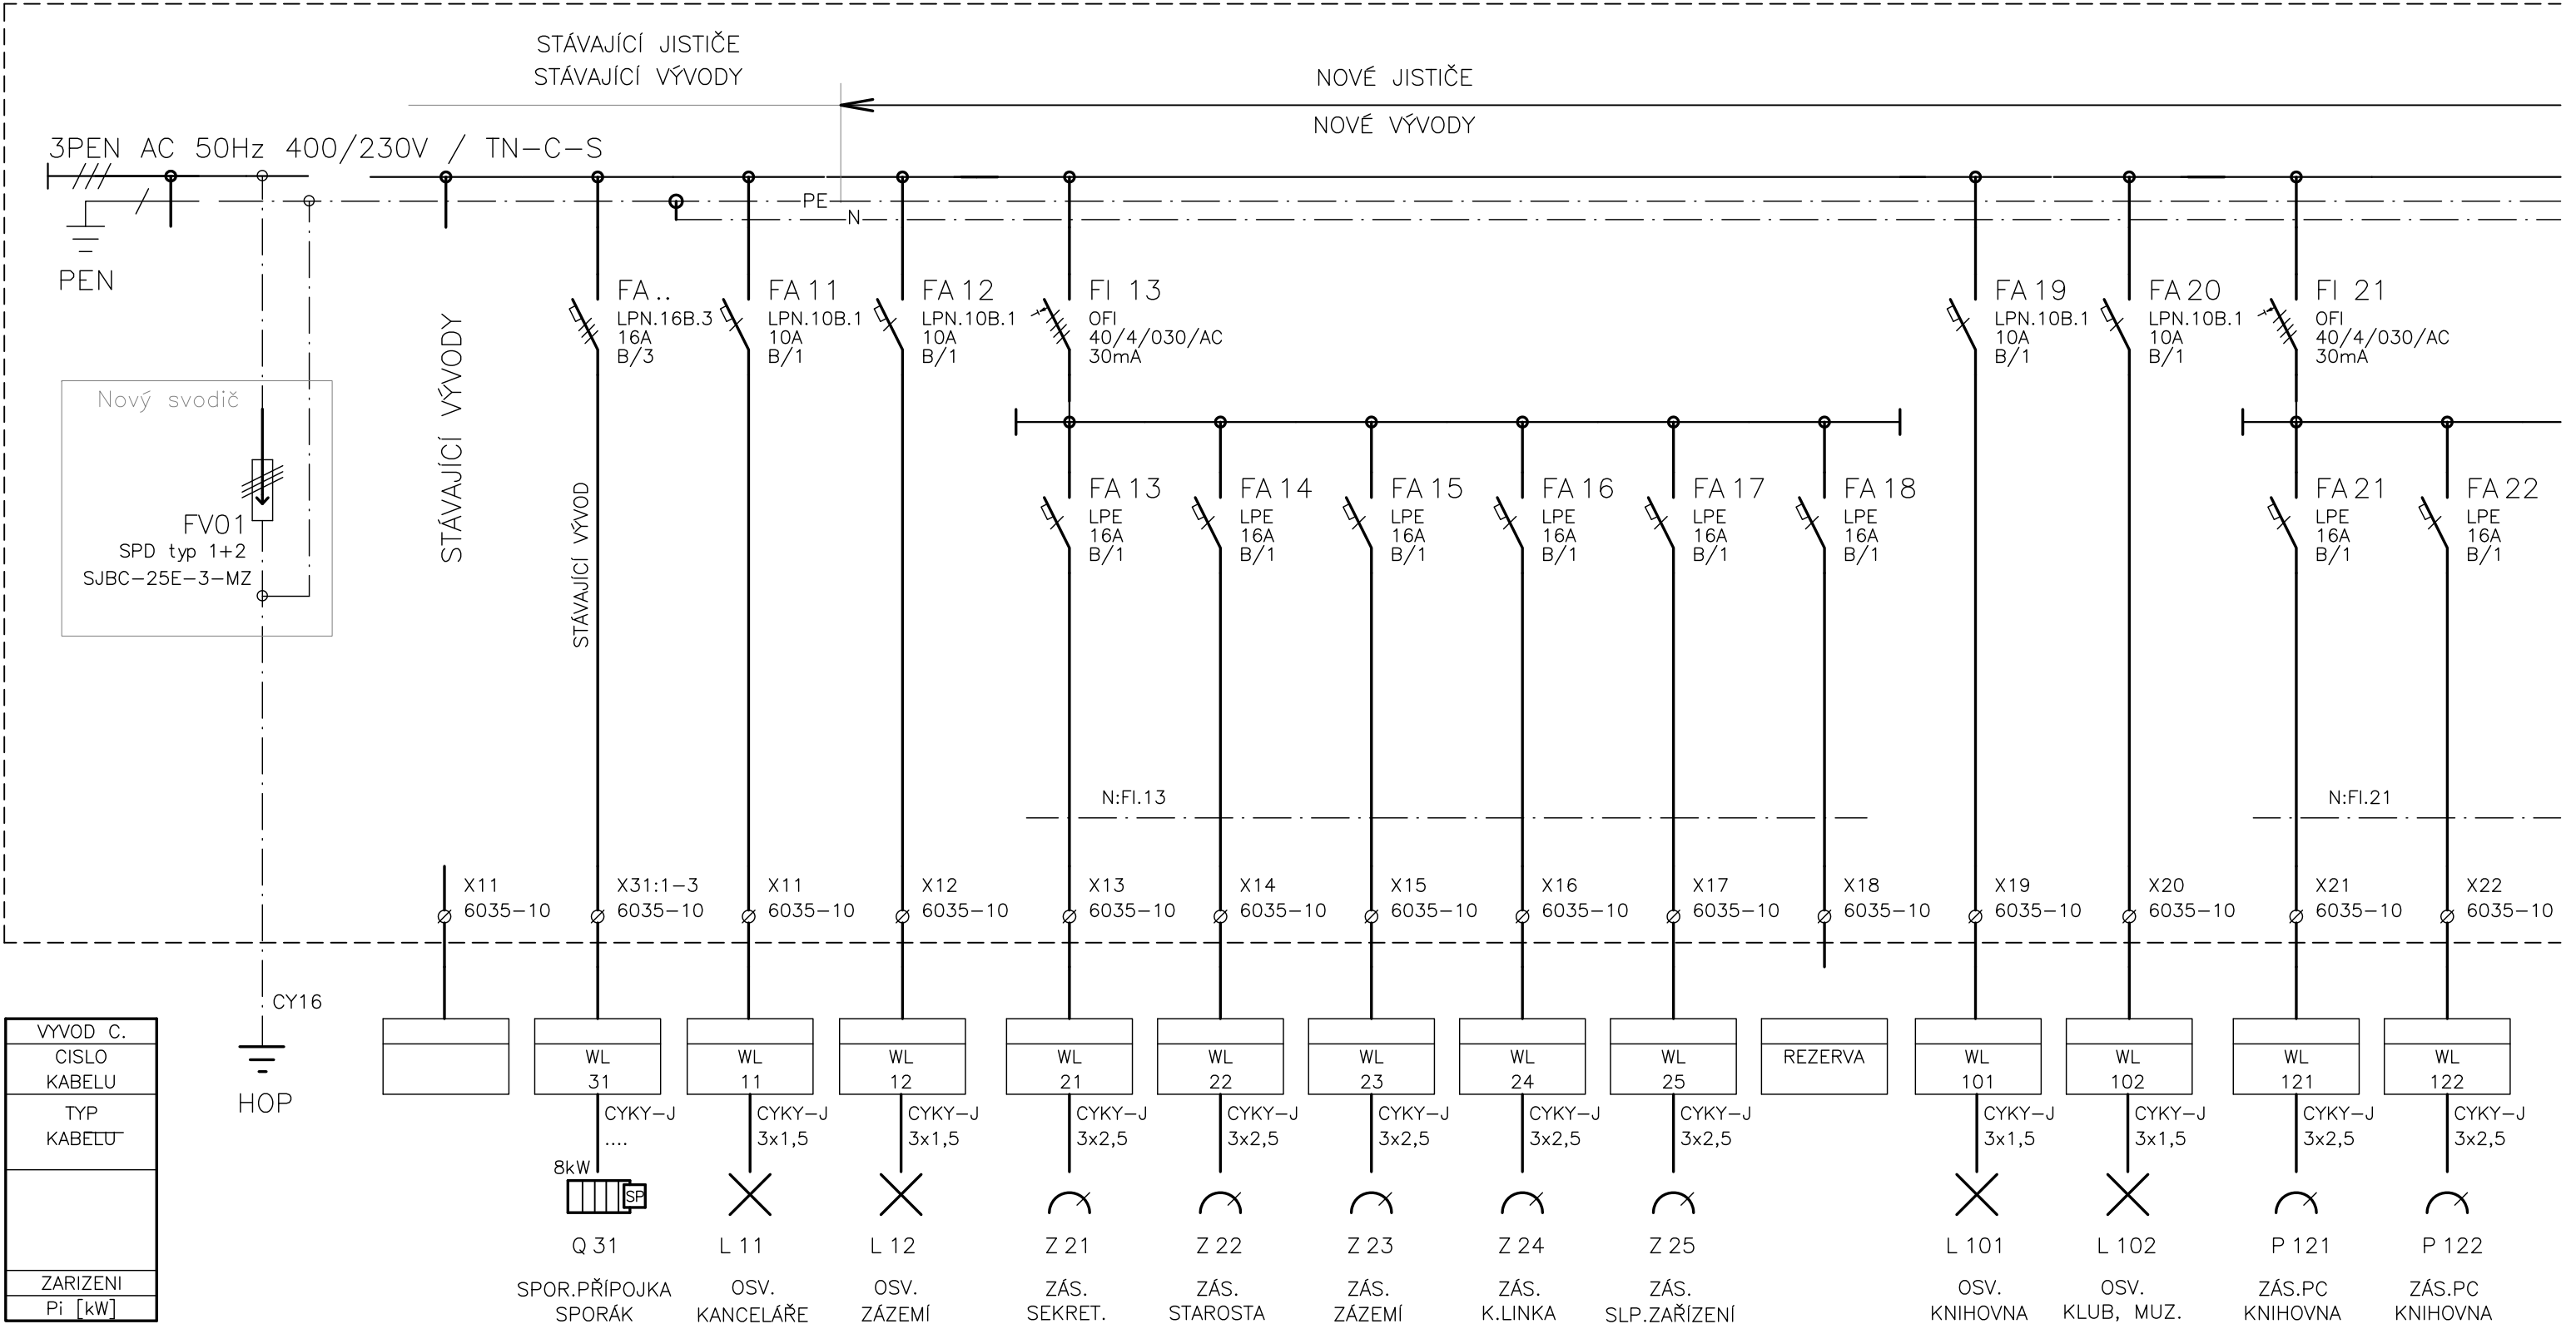 STÁVAJÍCÍ JISTIČE
STÁVAJÍCÍ VÝVODY
NOVÉ JISTIČE
NOVÉ VÝVODY
3PEN AC 50Hz 400/230V / TN-C-S
PE
N
PEN
Nový svodič
FV01
SPD typ 1+2
SJBC-25E-3-MZ
STÁVAJÍCÍ VÝVODY
STÁVAJÍCÍ VÝVOD
FA ..
LPN.16B.3
16A
B/3
FA 11
LPN.10B.1
10A
B/1
FA 12
LPN.10B.1
10A
B/1
FI 13
OFI
40/4/030/AC
30mA
FA 19
LPN.10B.1
10A
B/1
FA 20
LPN.10B.1
10A
B/1
FI 21
OFI
40/4/030/AC
30mA
FA 13
LPE
16A
B/1
FA 14
LPE
16A
B/1
FA 15
LPE
16A
B/1
FA 16
LPE
16A
B/1
FA 17
LPE
16A
B/1
FA 18
LPE
16A
B/1
FA 21
LPE
16A
B/1
FA 22
LPE
16A
B/1
N:FI.13
N:FI.21
X11
6035-10
X31:1-3
6035-10
X11
6035-10
X12
6035-10
X13
6035-10
X14
6035-10
X15
6035-10
X16
6035-10
X17
6035-10
X18
6035-10
X19
6035-10
X20
6035-10
X21
6035-10
X22
6035-10
CY16
HOP
VYVOD C.
CISLO
KABELU
TYP
KABELU
ZARIZENI
Pi [kW]
WL
31
WL
11
WL
12
WL
21
WL
22
WL
23
WL
24
WL
25
REZERVA
WL
101
WL
102
WL
121
WL
122
CYKY-J
....
CYKY-J
3x1,5
CYKY-J
3x1,5
CYKY-J
3x2,5
CYKY-J
3x2,5
CYKY-J
3x2,5
CYKY-J
3x2,5
CYKY-J
3x2,5
CYKY-J
3x1,5
CYKY-J
3x1,5
CYKY-J
3x2,5
CYKY-J
3x2,5
8kW
SP
Q 31
SPOR.PŘÍPOJKA
SPORÁK
L 11
OSV.
KANCELÁŘE
L 12
OSV.
ZÁZEMÍ
Z 21
ZÁS.
SEKRET.
Z 22
ZÁS.
STAROSTA
Z 23
ZÁS.
ZÁZEMÍ
Z 24
ZÁS.
K.LINKA
Z 25
ZÁS.
SLP.ZAŘÍZENÍ
L 101
OSV.
KNIHOVNA
L 102
OSV.
KLUB, MUZ.
P 121
ZÁS.PC
KNIHOVNA
P 122
ZÁS.PC
KNIHOVNA